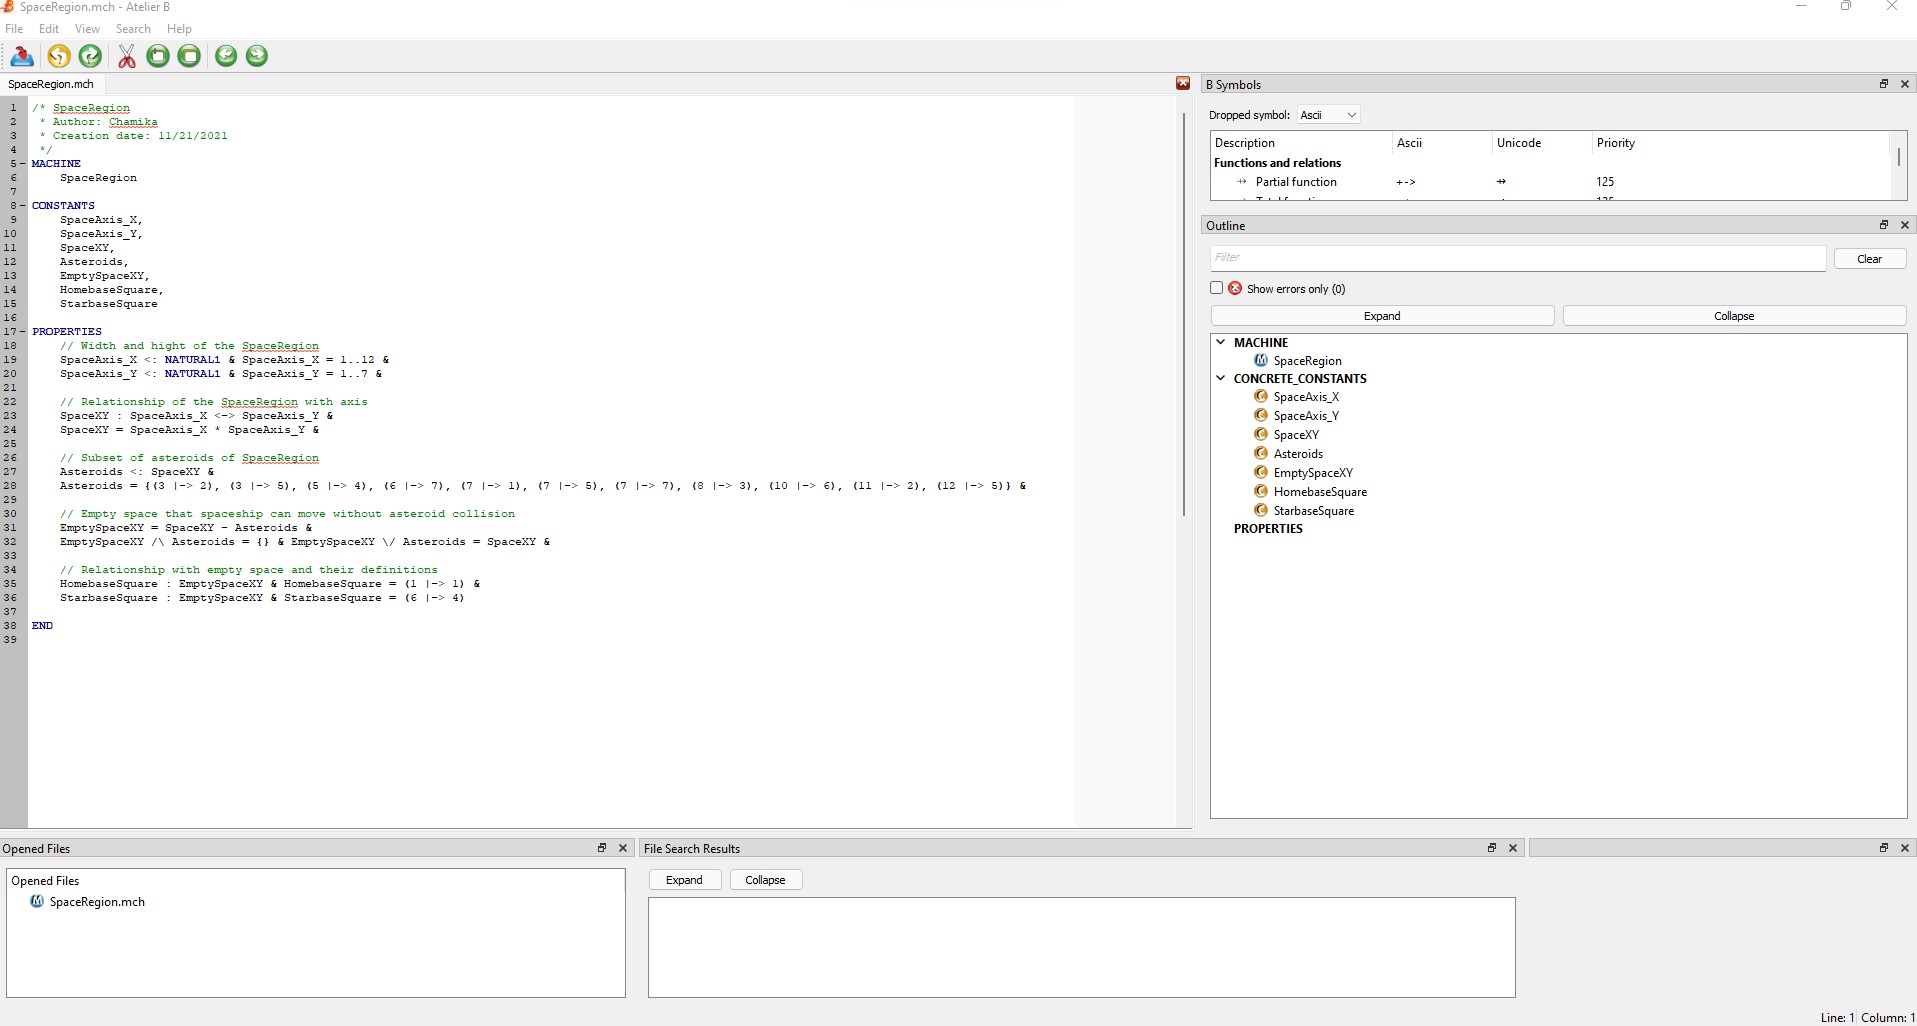 SpaceRegion.mch - Atelier B
File Edit View Search Help
SpaceRegion.mch
1 /* SpaceRegion
2 * Author: Chamika
3 * Creation date: 11/21/2021
4 */
5 MACHINE
6 SpaceRegion
7
8 CONSTANTS
9 SpaceAxis_X,
10 SpaceAxis_Y,
11 SpaceXY,
12 Asteroids,
13 EmptySpaceXY,
14 HomebaseSquare,
15 StarbaseSquare
16
17 PROPERTIES
18 // Width and hight of the SpaceRegion
19 SpaceAxis_X <: NATURAL1 & SpaceAxis_X = 1..12 &
20 SpaceAxis_Y <: NATURAL1 & SpaceAxis_Y = 1..7 &
21
22 // Relationship of the SpaceRegion with axis
23 SpaceXY : SpaceAxis_X <-> SpaceAxis_Y &
24 SpaceXY = SpaceAxis_X * SpaceAxis_Y &
25
26 // Subset of asteroids of SpaceRegion
27 Asteroids <: SpaceXY &
28 Asteroids = {(3 |-> 2), (3 |-> 5), (5 |-> 4), (6 |-> 7), (7 |-> 1), (7 |-> 5), (7 |-> 7), (8 |-> 3), (10 |-> 6), (11 |-> 2), (12 |-> 5)} &
29
30 // Empty space that spaceship can move without asteroid collision
31 EmptySpaceXY = SpaceXY - Asteroids &
32 EmptySpaceXY /\ Asteroids = {} & EmptySpaceXY \/ Asteroids = SpaceXY &
33
34 // Relationship with empty space and their definitions
35 HomebaseSquare : EmptySpaceXY & HomebaseSquare = (1 |-> 1) &
36 StarbaseSquare : EmptySpaceXY & StarbaseSquare = (6 |-> 4)
37
38 END
39
B Symbols
Dropped symbol: Ascii
Description Ascii Unicode Priority
Functions and relations
⇸ Partial function +-> ⇸ 125
Outline
Filter
Clear
Show errors only (0)
Expand Collapse
MACHINE
SpaceRegion
CONCRETE_CONSTANTS
SpaceAxis_X
SpaceAxis_Y
SpaceXY
Asteroids
EmptySpaceXY
HomebaseSquare
StarbaseSquare
PROPERTIES
Opened Files
Opened Files
SpaceRegion.mch
File Search Results
Expand Collapse
Line: 1 Column: 1